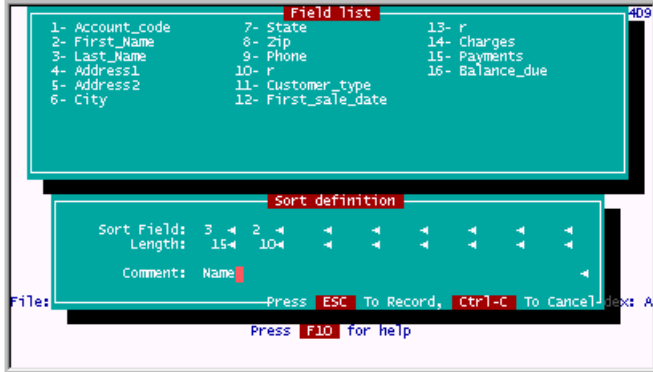 Field list
4D9
1- Account_code 7- State 13- r
2- First_Name 8- Zip 14- Charges
3- Last_Name 9- Phone 15- Payments
4- Address1 10- r 16- Balance_due
5- Address2 11- Customer_type
6- City 12- First_sale_date
Sort definition
Sort Field: 3 2
Length: 15 10
Comment: Name
File: Press ESC To Record, Ctrl-C To Cancel dex: A
Press F10 for help